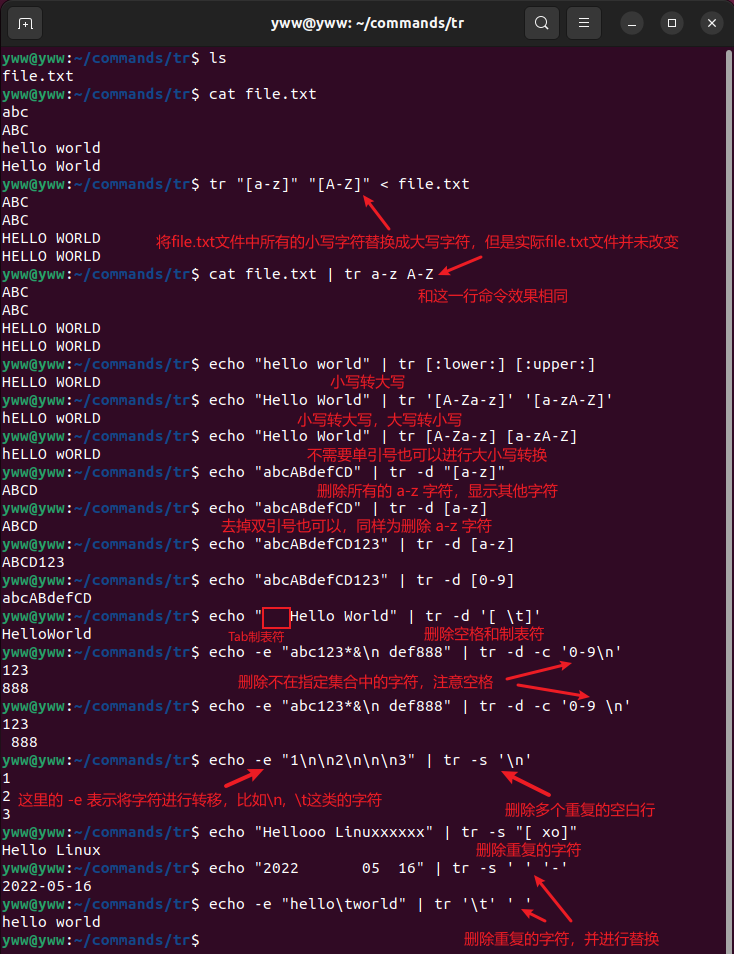 yww@yww: ~/commands/tr
yww@yww:~/commands/tr$ ls
file.txt
yww@yww:~/commands/tr$ cat file.txt
abc
ABC
hello world
Hello World
yww@yww:~/commands/tr$ tr "[a-z]" "[A-Z]" < file.txt
ABC
ABC
HELLO WORLD
将file.txt文件中所有的小写字符替换成大写字符，但是实际file.txt文件并未改变
HELLO WORLD
yww@yww:~/commands/tr$ cat file.txt | tr a-z A-Z
ABC
和这一行命令效果相同
ABC
HELLO WORLD
HELLO WORLD
yww@yww:~/commands/tr$ echo "hello world" | tr [:lower:] [:upper:]
HELLO WORLD
小写转大写
yww@yww:~/commands/tr$ echo "Hello World" | tr '[A-Za-z]' '[a-zA-Z]'
hELLO wORLD
小写转大写，大写转小写
yww@yww:~/commands/tr$ echo "Hello World" | tr [A-Za-z] [a-zA-Z]
hELLO wORLD
不需要单引号也可以进行大小写转换
yww@yww:~/commands/tr$ echo "abcABdefCD" | tr -d "[a-z]"
ABCD
删除所有的 a-z 字符，显示其他字符
yww@yww:~/commands/tr$ echo "abcABdefCD" | tr -d [a-z]
ABCD
去掉双引号也可以，同样为删除 a-z 字符
yww@yww:~/commands/tr$ echo "abcABdefCD123" | tr -d [a-z]
ABCD123
yww@yww:~/commands/tr$ echo "abcABdefCD123" | tr -d [0-9]
abcABdefCD
yww@yww:~/commands/tr$ echo "   Hello World" | tr -d '[ \t]'
HelloWorld
Tab制表符
删除空格和制表符
yww@yww:~/commands/tr$ echo -e "abc123*&\n def888" | tr -d -c '0-9\n'
123
888
删除不在指定集合中的字符，注意空格
yww@yww:~/commands/tr$ echo -e "abc123*&\n def888" | tr -d -c '0-9 \n'
123
 888
yww@yww:~/commands/tr$ echo -e "1\n\n2\n\n\n3" | tr -s '\n'
1
2
这里的 -e 表示将字符进行转移，比如\n，\t这类的字符
3
删除多个重复的空白行
yww@yww:~/commands/tr$ echo "Hellooo Linuxxxxxx" | tr -s "[ xo]"
Hello Linux
删除重复的字符
yww@yww:~/commands/tr$ echo "2022       05  16" | tr -s ' ' '-'
2022-05-16
yww@yww:~/commands/tr$ echo -e "hello\tworld" | tr '\t' ' '
hello world
yww@yww:~/commands/tr$
删除重复的字符，并进行替换